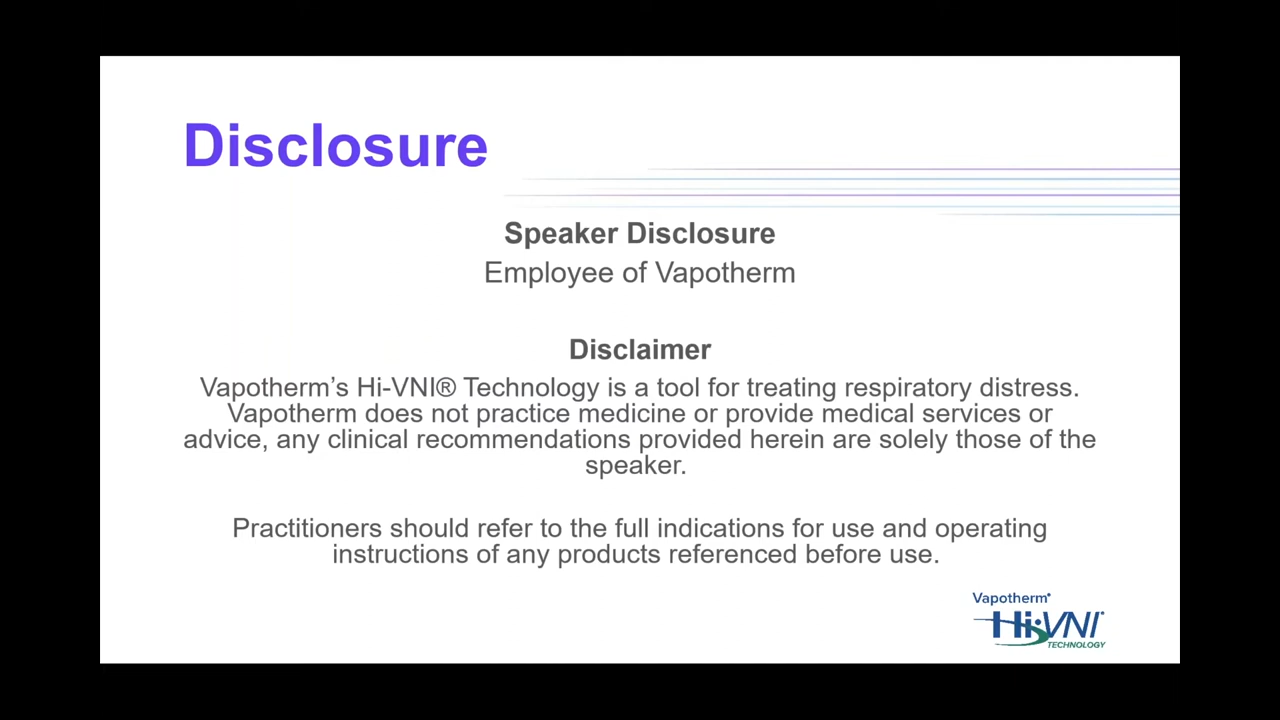 Disclosure
Speaker Disclosure
Employee of Vapotherm
Disclaimer
Vapotherm’s Hi-VNI® Technology is a tool for treating respiratory distress.
Vapotherm does not practice medicine or provide medical services or
advice, any clinical recommendations provided herein are solely those of the
speaker.
Practitioners should refer to the full indications for use and operating
instructions of any products referenced before use.
Vapotherm®
Hi-VNI®
TECHNOLOGY